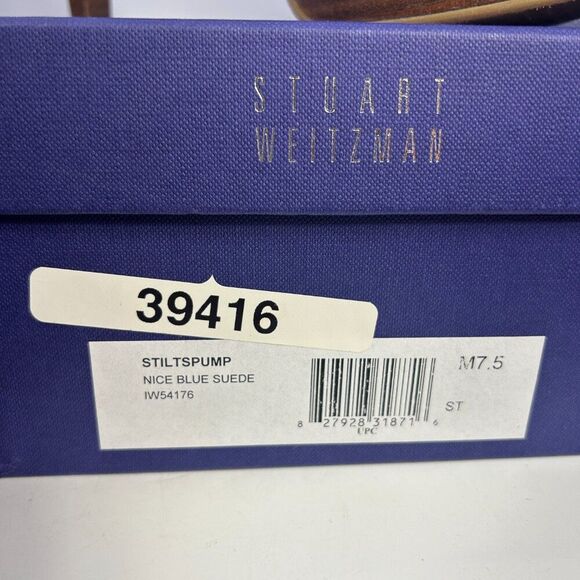 STUART
WEITZMAN
39416
STILTSPUMP
NICE BLUE SUEDE
IW54176
M7.5
ST
8 27928 31871 6
UPC